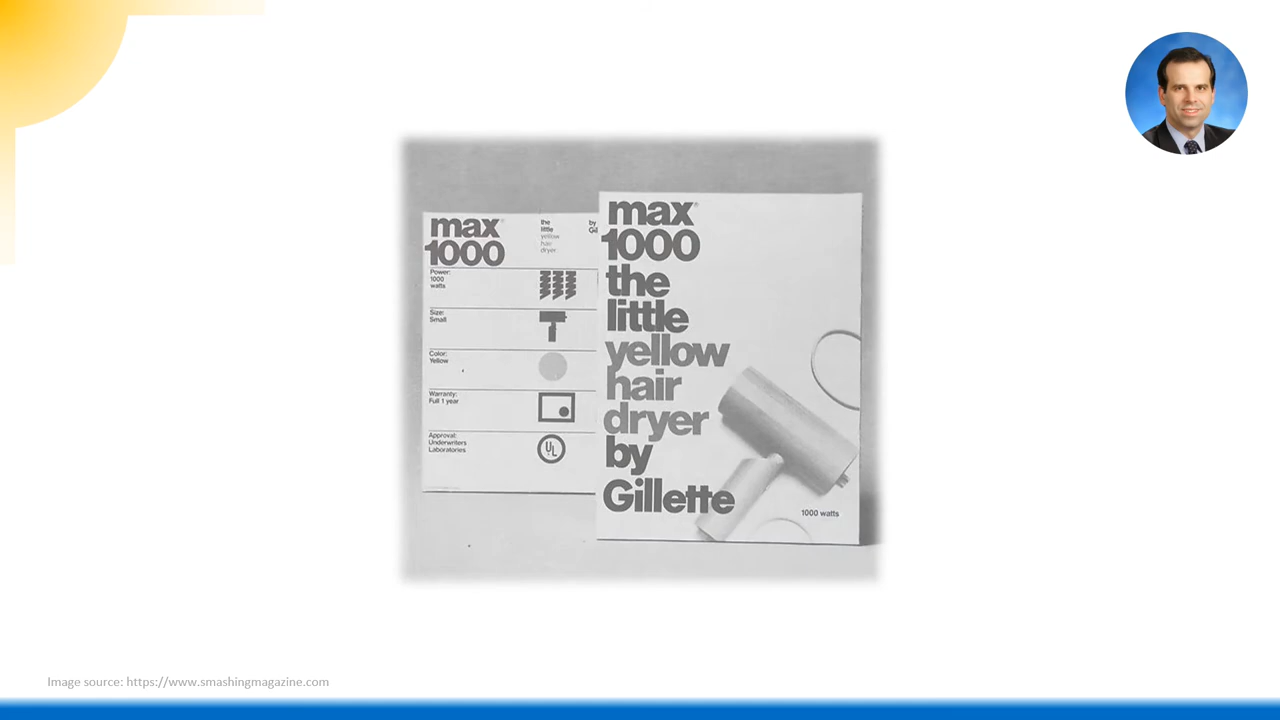 max®
1000
the
little
yellow
hair
dryer
by
Gil
Power:
1000
watts
Size:
Small
Color:
Yellow
Warranty:
Full 1 year
Approval:
Underwriters
Laboratories
UL
max®
1000
the
little
yellow
hair
dryer
by
Gillette
1000 watts
Image source: https://www.smashingmagazine.com